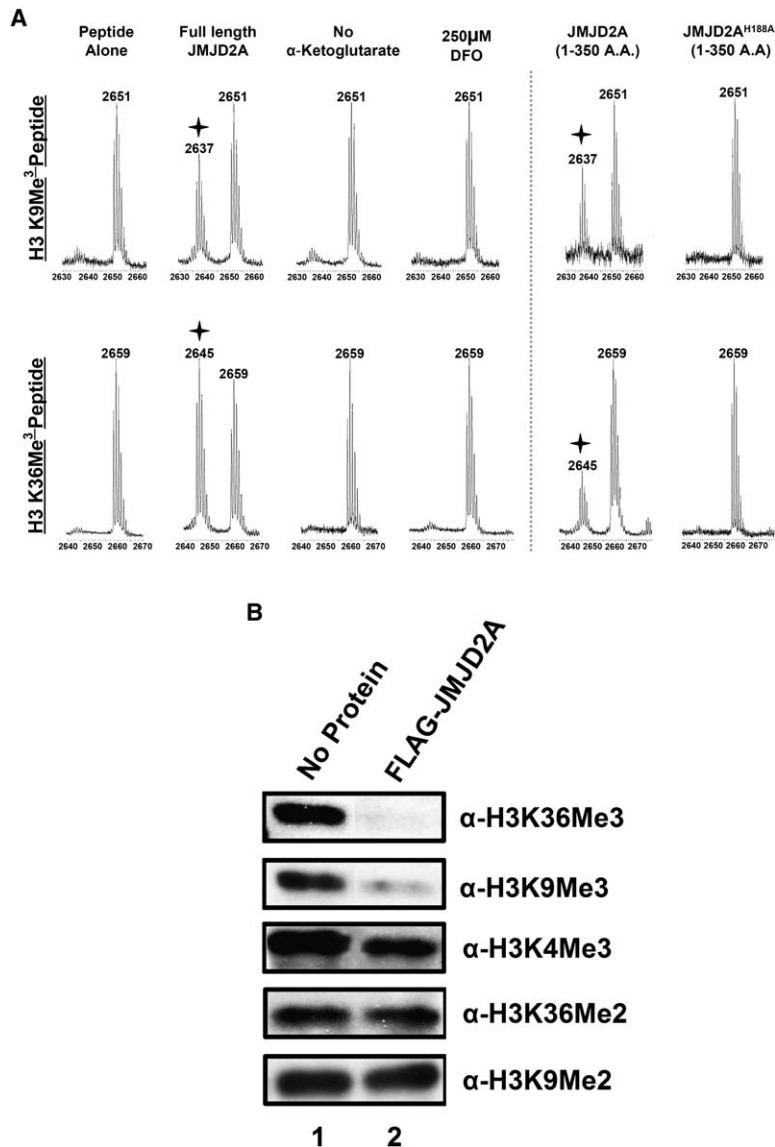 A
Peptide Alone
Full length JMJD2A
No α-Ketoglutarate
250µM DFO
JMJD2A (1-350 A.A.)
JMJD2A^H188A (1-350 A.A)
H3 K9Me³-Peptide
2651
2637
2651
2651
2651
2637
2651
2651
2630 2640 2650 2660
2630 2640 2650 2660
2630 2640 2650 2660
2630 2640 2650 2660
2630 2640 2650 2660
2630 2640 2650 2660
H3 K36Me³-Peptide
2659
2645
2659
2659
2659
2645
2659
2659
2640 2650 2660 2670
2640 2650 2660 2670
2640 2650 2660 2670
2640 2650 2660 2670
2640 2650 2660 2670
2640 2650 2660 2670
B
No Protein
FLAG-JMJD2A
α-H3K36Me3
α-H3K9Me3
α-H3K4Me3
α-H3K36Me2
α-H3K9Me2
1 2